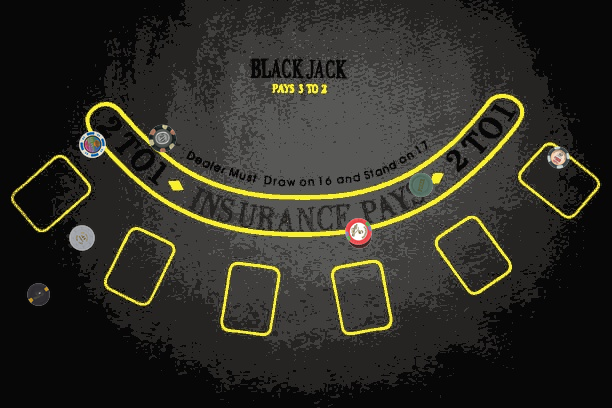 BLACK JACK
PAYS 3 TO 2
Dealer Must Draw on 16 and Stand on 17
2 TO 1 INSURANCE PAYS 2 TO 1